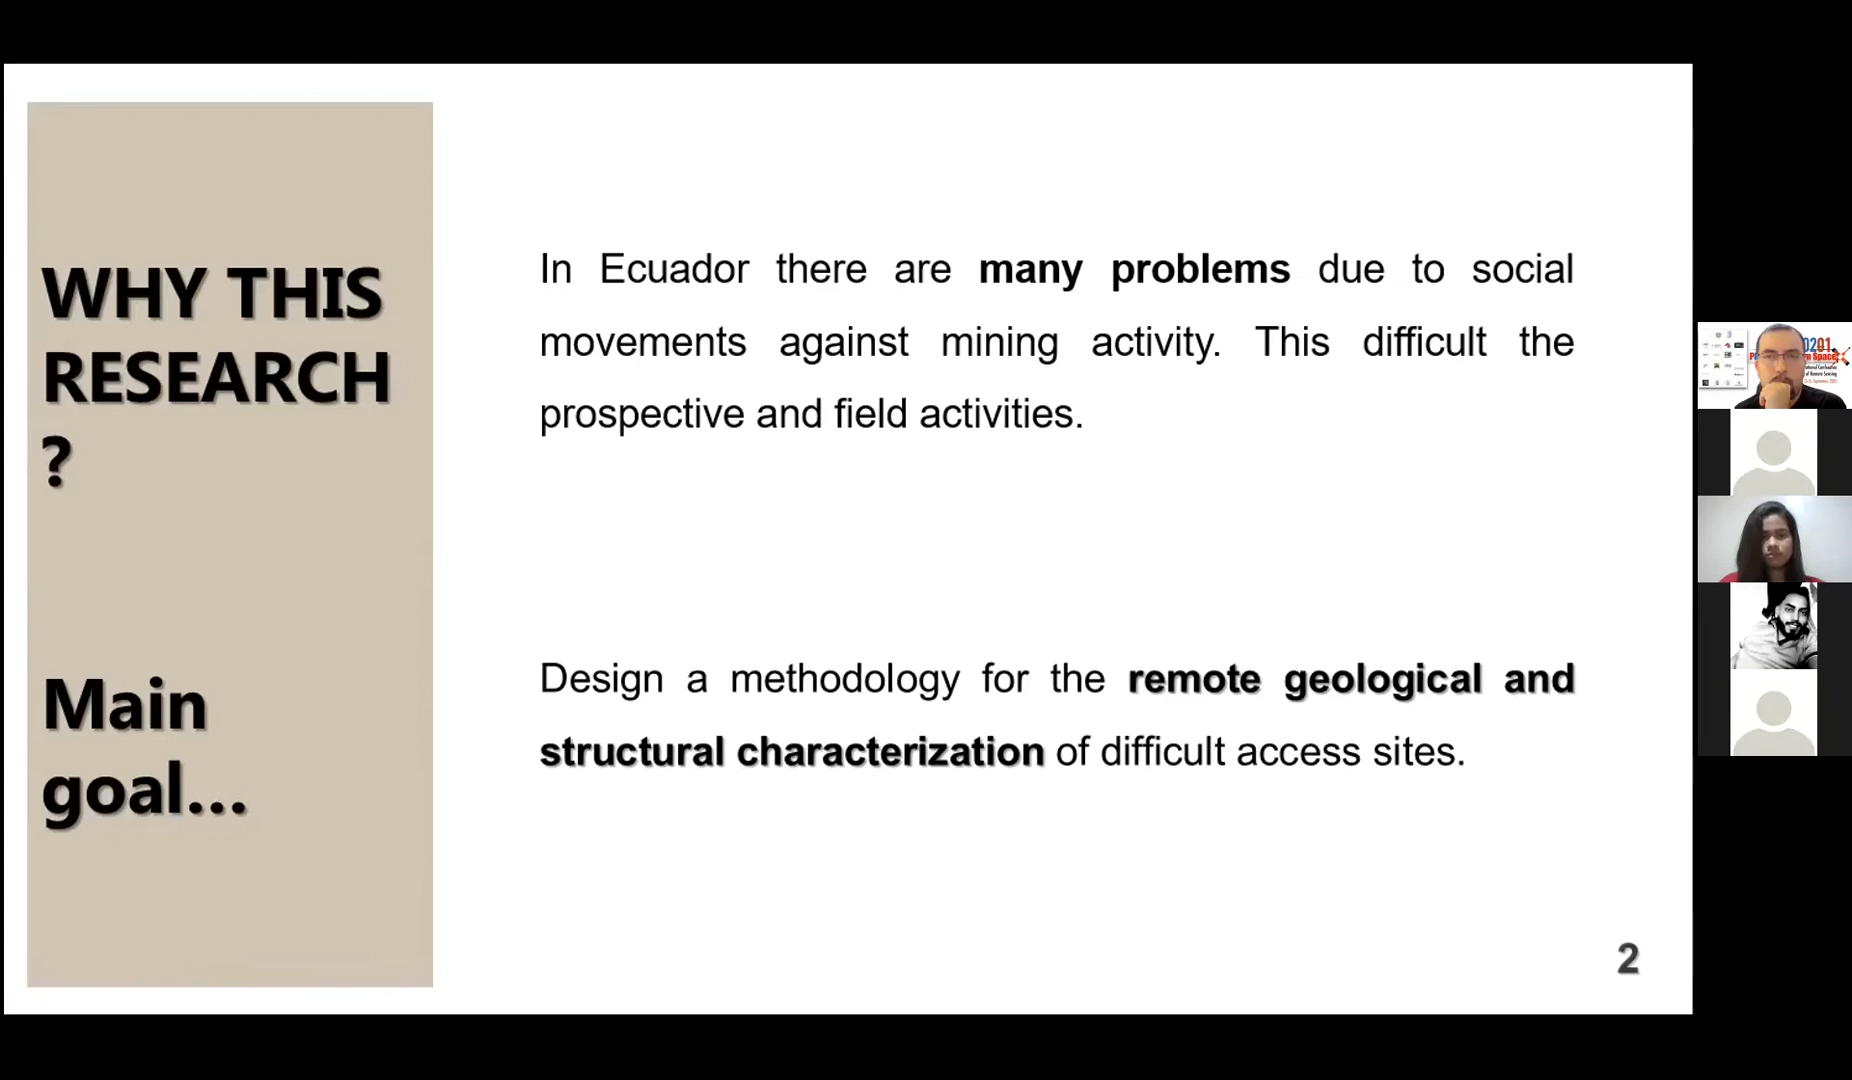 WHY THIS
RESEARCH
?
In Ecuador there are many problems due to social
movements against mining activity. This difficult the
prospective and field activities.
Main
goal...
Design a methodology for the remote geological and
structural characterization of difficult access sites.
2